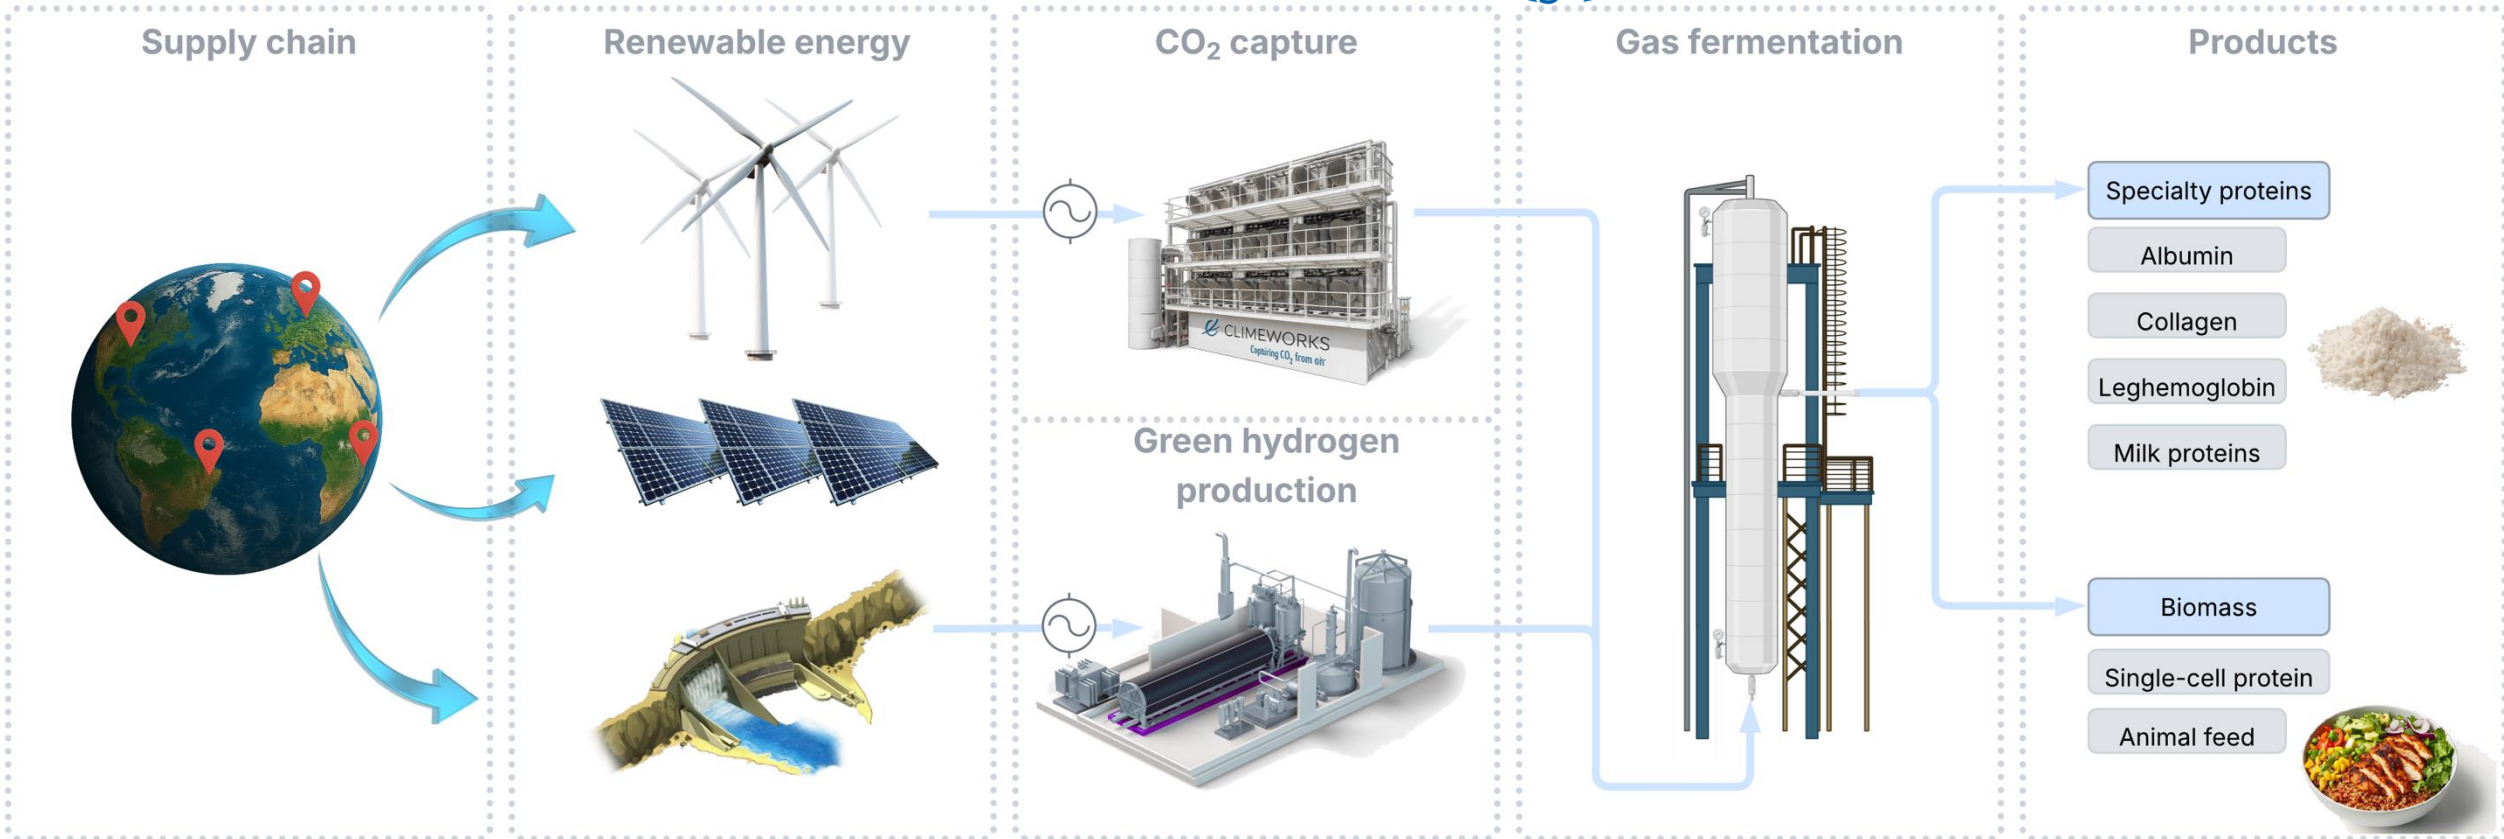 Supply chain
Renewable energy
CO₂ capture
Gas fermentation
Products
CLIMEWORKS
Capturing CO₂ from air
Green hydrogen
production
Specialty proteins
Albumin
Collagen
Leghemoglobin
Milk proteins
Biomass
Single-cell protein
Animal feed